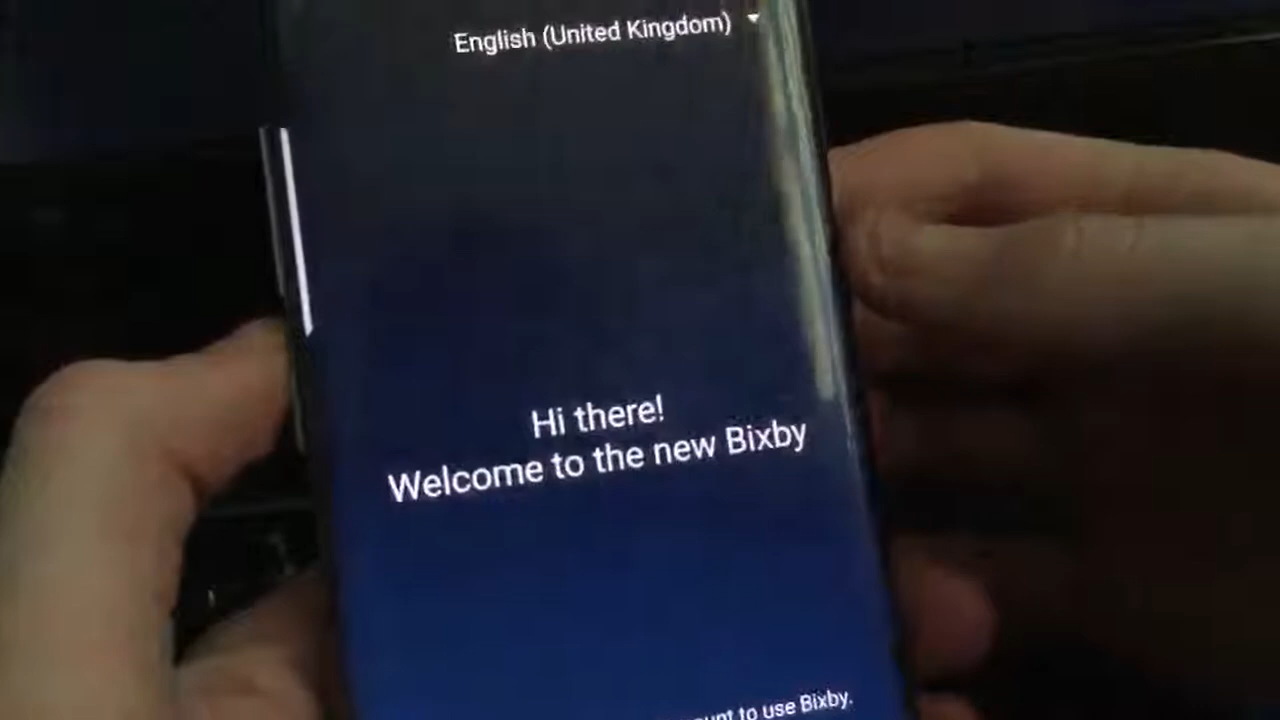 English (United Kingdom)
Hi there!
Welcome to the new Bixby
to use Bixby.